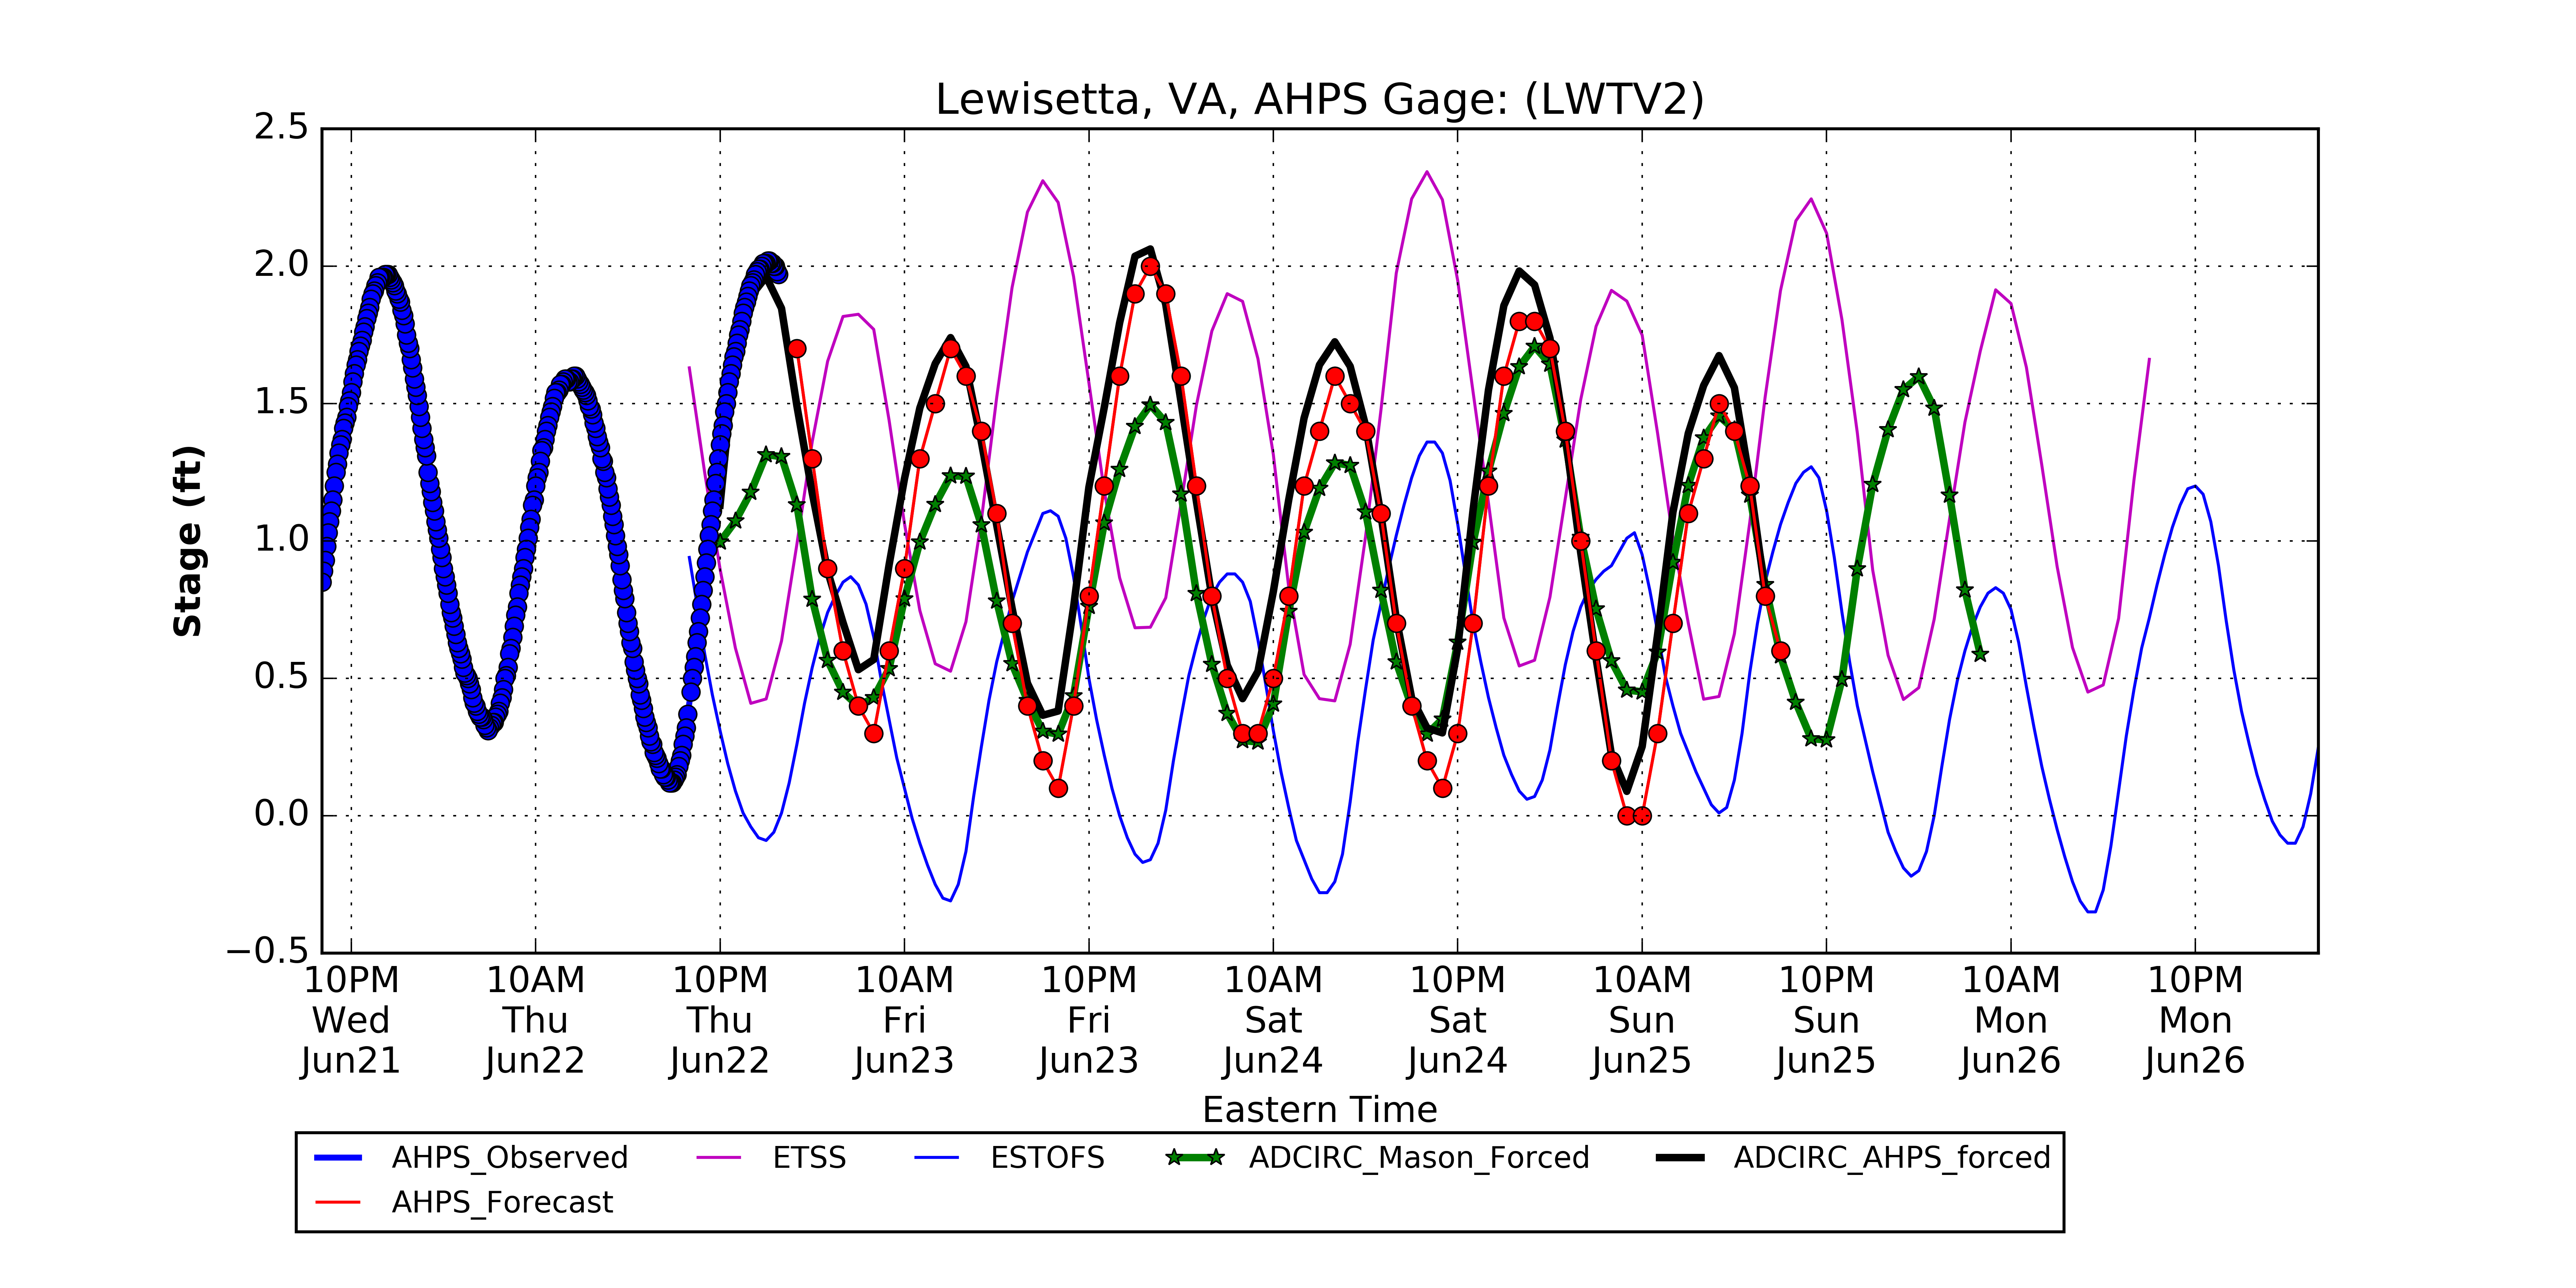 Lewisetta, VA, AHPS Gage: (LWTV2)
2.5
2.0
1.5
1.0
0.5
0.0
−0.5
Stage (ft)
10PM 10AM 10PM 10AM 10PM 10AM 10PM 10AM 10PM 10AM 10PM
Wed Thu Thu Fri Fri Sat Sat Sun Sun Mon Mon
Jun21 Jun22 Jun22 Jun23 Jun23 Jun24 Jun24 Jun25 Jun25 Jun26 Jun26
Eastern Time
AHPS_Observed ETSS ESTOFS ADCIRC_Mason_Forced ADCIRC_AHPS_forced
AHPS_Forecast